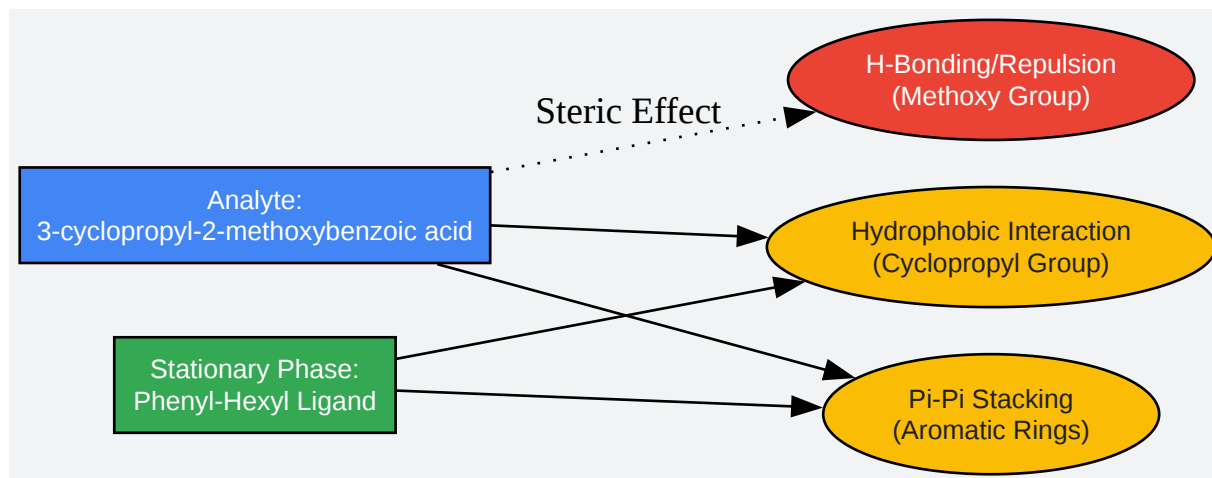 H-Bonding/Repulsion
(Methoxy Group)
Steric Effect
Analyte:
3-cyclopropyl-2-methoxybenzoic acid
Hydrophobic Interaction
(Cyclopropyl Group)
Stationary Phase:
Phenyl-Hexyl Ligand
Pi-Pi Stacking
(Aromatic Rings)